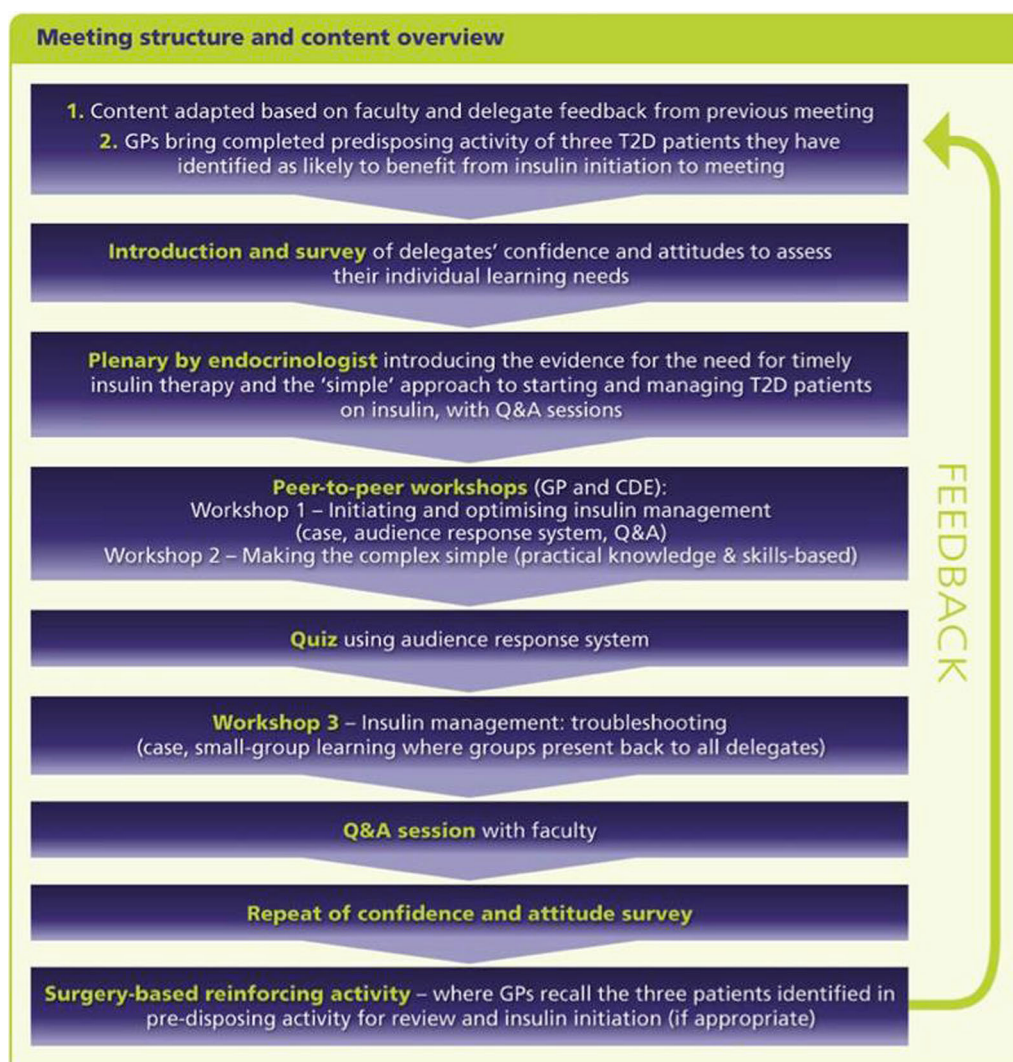 Meeting structure and content overview
1. Content adapted based on faculty and delegate feedback from previous meeting
2. GPs bring completed predisposing activity of three T2D patients they have
identified as likely to benefit from insulin initiation to meeting
Introduction and survey of delegates’ confidence and attitudes to assess
their individual learning needs
Plenary by endocrinologist introducing the evidence for the need for timely
insulin therapy and the ‘simple’ approach to starting and managing T2D patients
on insulin, with Q&A sessions
Peer-to-peer workshops (GP and CDE):
Workshop 1 – Initiating and optimising insulin management
(case, audience response system, Q&A)
Workshop 2 – Making the complex simple (practical knowledge & skills-based)
Quiz using audience response system
Workshop 3 – Insulin management: troubleshooting
(case, small-group learning where groups present back to all delegates)
Q&A session with faculty
Repeat of confidence and attitude survey
Surgery-based reinforcing activity – where GPs recall the three patients identified in
pre-disposing activity for review and insulin initiation (if appropriate)
FEEDBACK